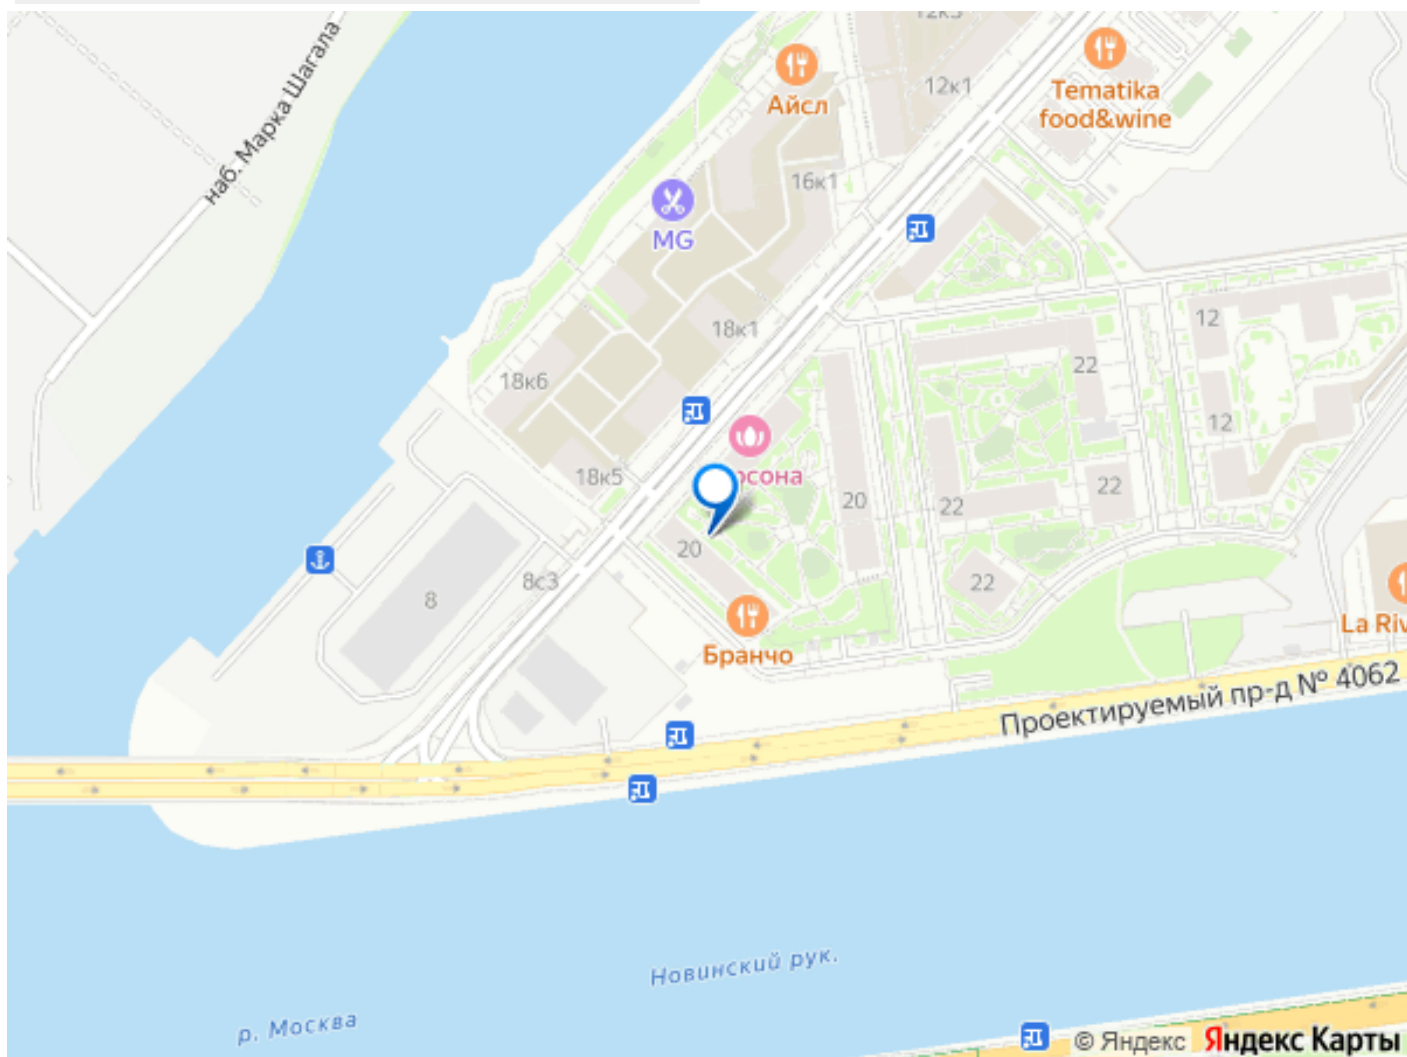 12к3
наб. Марка Шагала
Айсл
12к1
Tematika
food&wine
16к1
MG
18к1
12
18к6
22
12
18к5
20
22
22
20
8с3
22
8
Бранчо
La Riv
Проектируемый пр-д № 4062
Новинский рук.
р. Москва
© Яндекс Яндекс Карты